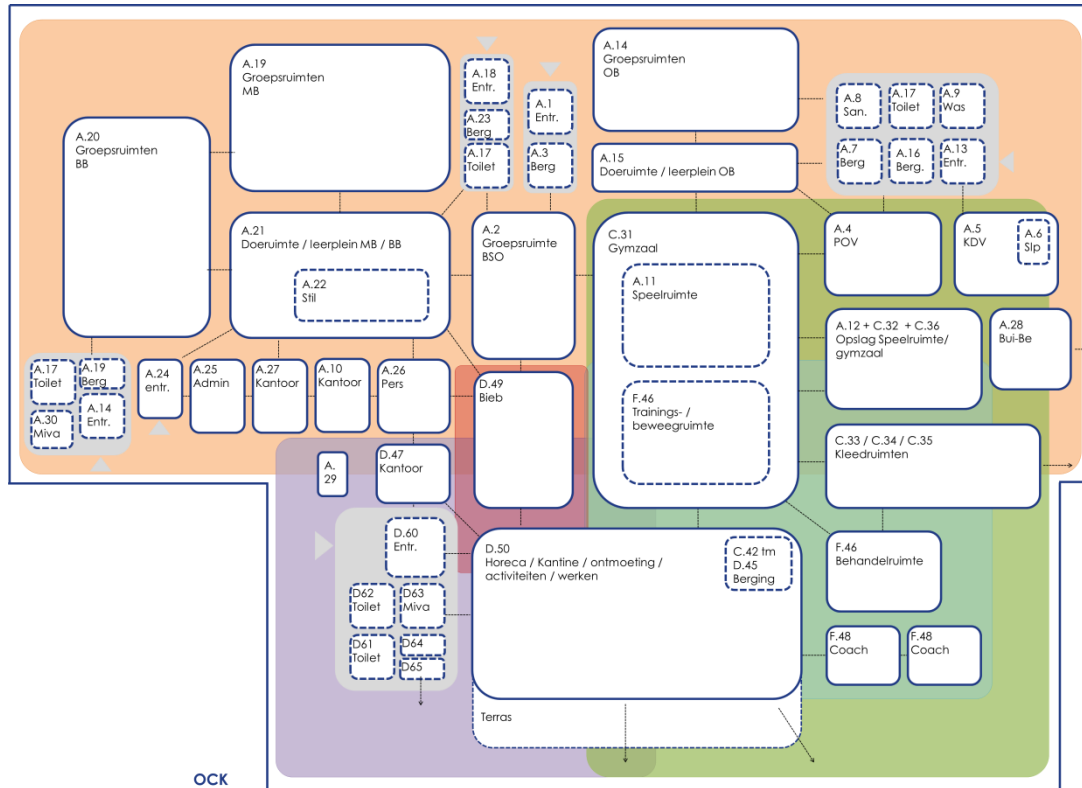 A.19
Groepsruimten
MB
A.18
Entr.
A.23
Berg
A.17
Toilet
A.1
Entr.
A.3
Berg
A.14
Groepsruimten
OB
A.8
San.
A.17
Toilet
A.9
Was
A.7
Berg
A.16
Berg.
A.13
Entr.
A.20
Groepsruimten
BB
A.15
Doeruimte / leerplein OB
A.21
Doeruimte / leerplein MB / BB
A.22
Stil
A.2
Groepsruimte
BSO
C.31
Gymzaal
A.11
Speelruimte
F.46
Trainings- /
beweegruimte
A.4
POV
A.5
KDV
A.6
Slp
A.12 + C.32 + C.36
Opslag Speelruimte/
gymzaal
A.28
Bui-Be
A.17
Toilet
A.19
Berg
A.30
Miva
A.14
Entr.
A.24
entr.
A.25
Admin
A.27
Kantoor
A.10
Kantoor
A.26
Pers
D.49
Bieb
C.33 / C.34 / C.35
Kleedruimten
A.
29
D.47
Kantoor
D.60
Entr.
D62
Toilet
D63
Miva
D61
Toilet
D64
D65
D.50
Horeca / Kantine / ontmoeting /
activiteiten / werken
C.42 tm
D.45
Berging
F.46
Behandelruimte
F.48
Coach
F.48
Coach
Terras
OCK